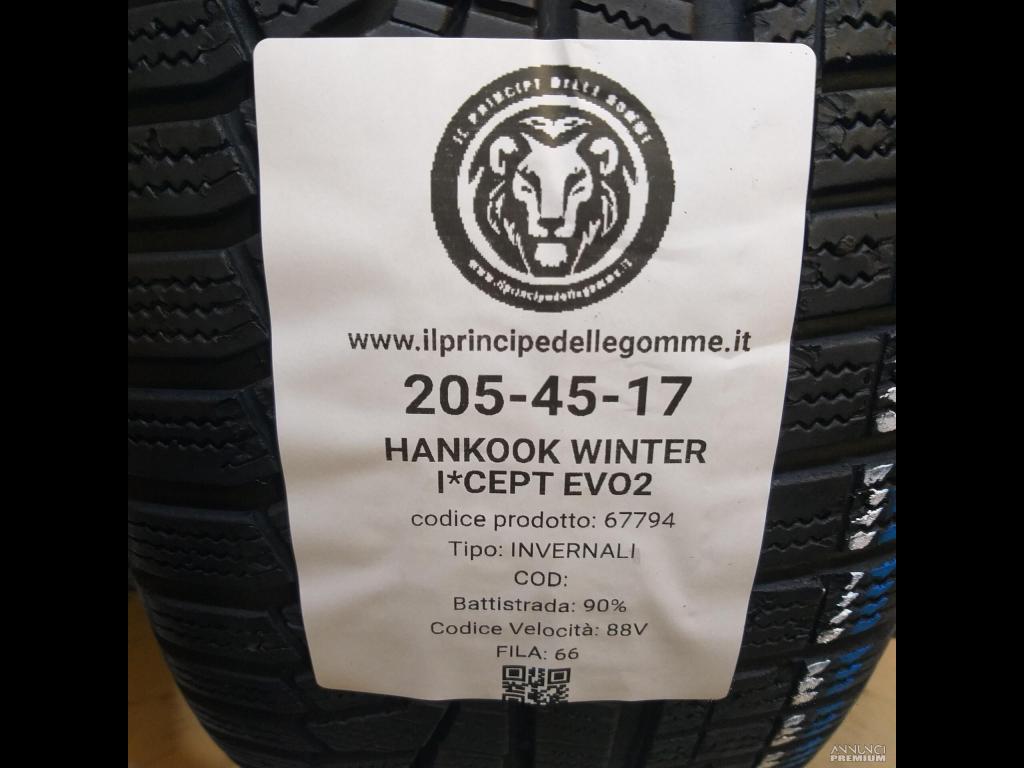 IL PRINCIPE DELLE GOMME
www.ilprincipedellegomme.it
www.ilprincipedellegomme.it
205-45-17
HANKOOK WINTER
I*CEPT EVO2
codice prodotto: 67794
Tipo: INVERNALI
COD:
Battistrada: 90%
Codice Velocità: 88V
FILA: 66
ANNUNCI
PREMIUM